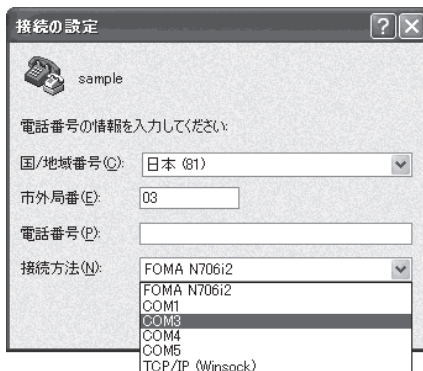 接続の設定
sample
電話番号の情報を入力してください:
国/地域番号(C): 日本 (81)
市外局番(E): 03
電話番号(P):
接続方法(N): FOMA N706i2
FOMA N706i2
COM1
COM3
COM4
COM5
TCP/IP (Winsock)